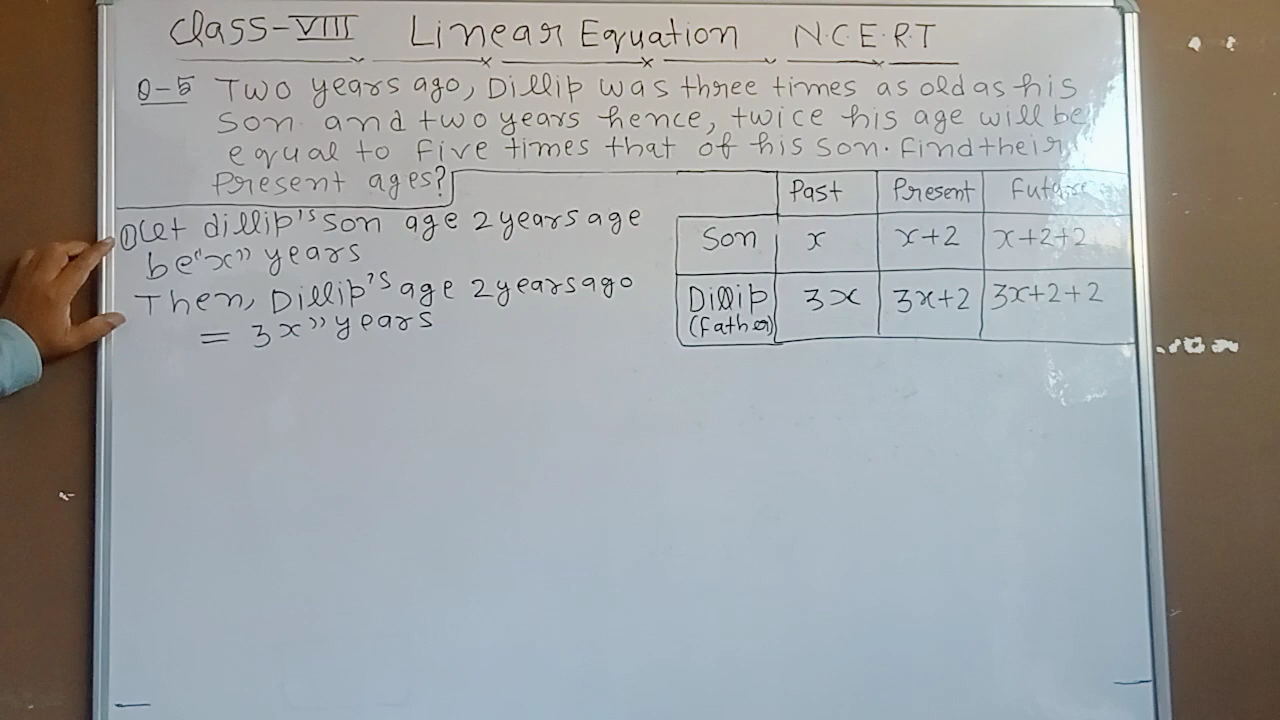 Class-VIII Linear Equation N.C.E.R.T
Q-5 Two years ago, Dillip was three times as old as his
son and two years hence, twice his age will be
equal to five times that of his son. Find their
Present ages?
Past Present Future
Son x x+2 x+2+2
Dillip 3x 3x+2 3x+2+2
(Father)
① Let dillip's son age 2 years age
be "x" years
Then, Dillip's age 2 years ago
= 3x" years